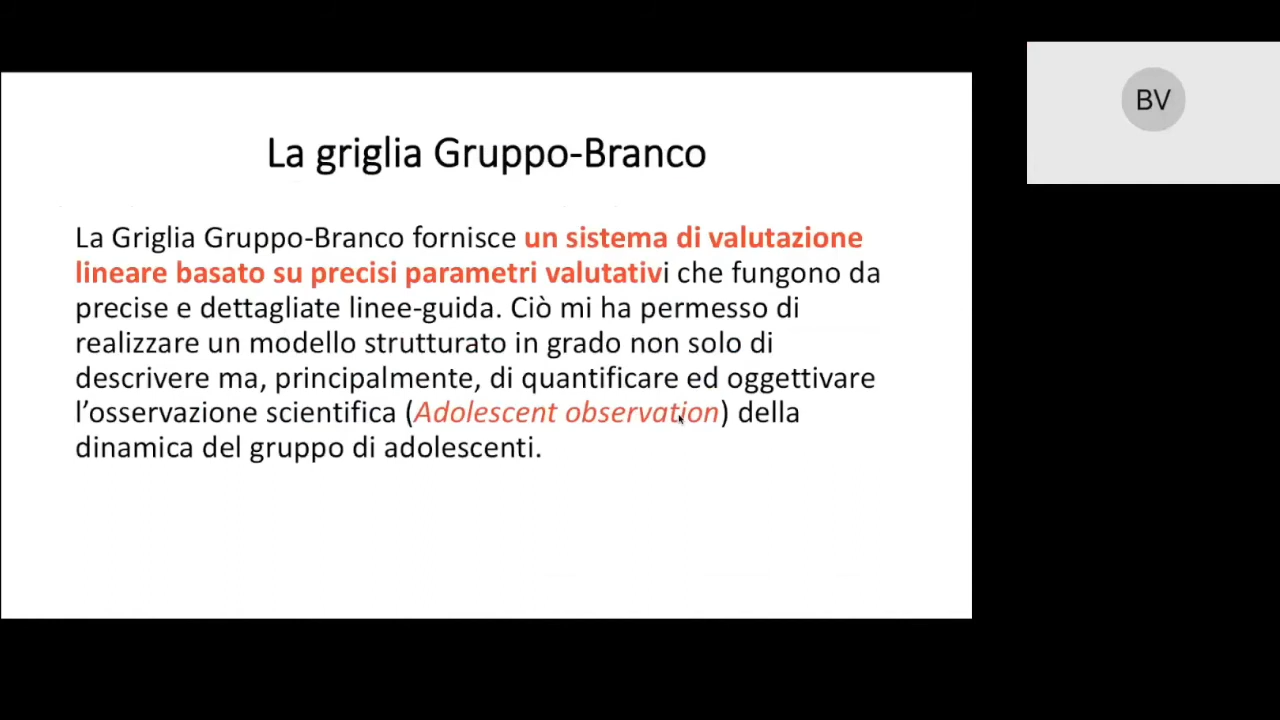 La griglia Gruppo-Branco
BV
La Griglia Gruppo-Branco fornisce un sistema di valutazione
lineare basato su precisi parametri valutativi che fungono da
precise e dettagliate linee-guida. Ciò mi ha permesso di
realizzare un modello strutturato in grado non solo di
descrivere ma, principalmente, di quantificare ed oggettivare
l’osservazione scientifica (Adolescent observation) della
dinamica del gruppo di adolescenti.